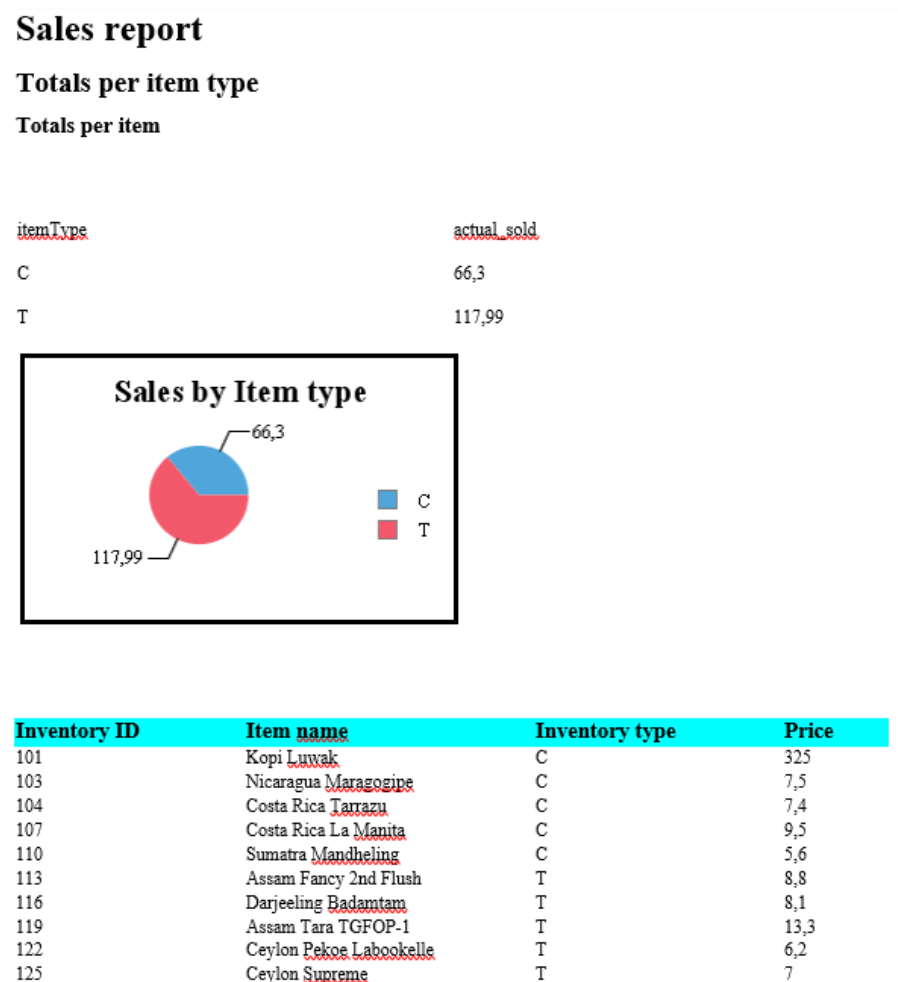 Sales report
Totals per item type
Totals per item
itemType actual_sold
C 66,3
T 117,99
Sales by Item type
66,3
C
T
117,99
Inventory ID Item name Inventory type Price
101 Kopi Luwak C 325
103 Nicaragua Maragogipe C 7,5
104 Costa Rica Tarrazu C 7,4
107 Costa Rica La Manita C 9,5
110 Sumatra Mandheling C 5,6
113 Assam Fancy 2nd Flush T 8,8
116 Darjeeling Badamtam T 8,1
119 Assam Tara TGFOP-1 T 13,3
122 Ceylon Pekoe Labookelle T 6,2
125 Ceylon Supreme T 7